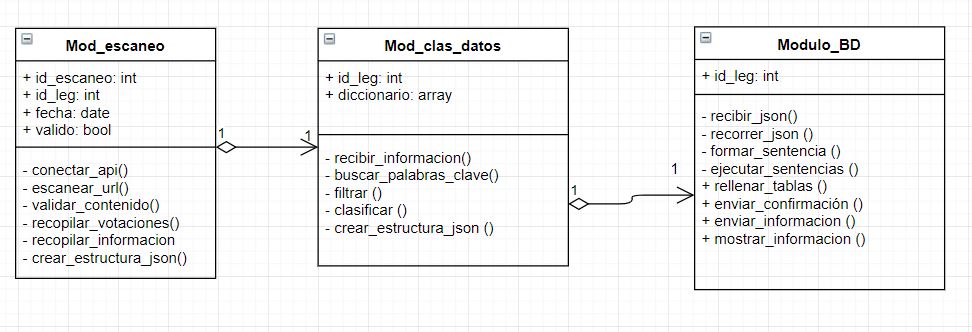 Mod_escaneo
+ id_escaneo: int
+ id_leg: int
+ fecha: date
+ valido: bool
- conectar_api()
- escanear_url()
- validar_contenido()
- recopilar_votaciones()
- recopilar_informacion
- crear_estructura_json()
1
1
Mod_clas_datos
+ id_leg: int
+ diccionario: array
- recibir_informacion()
- buscar_palabras_clave()
- filtrar ()
- clasificar ()
- crear_estructura_json ()
1
1
Modulo_BD
+ id_leg: int
- recibir_json()
- recorrer_json ()
- formar_sentencia ()
- ejecutar_sentencias ()
+ rellenar_tablas ()
+ enviar_confirmación ()
+ enviar_informacion ()
+ mostrar_informacion ()